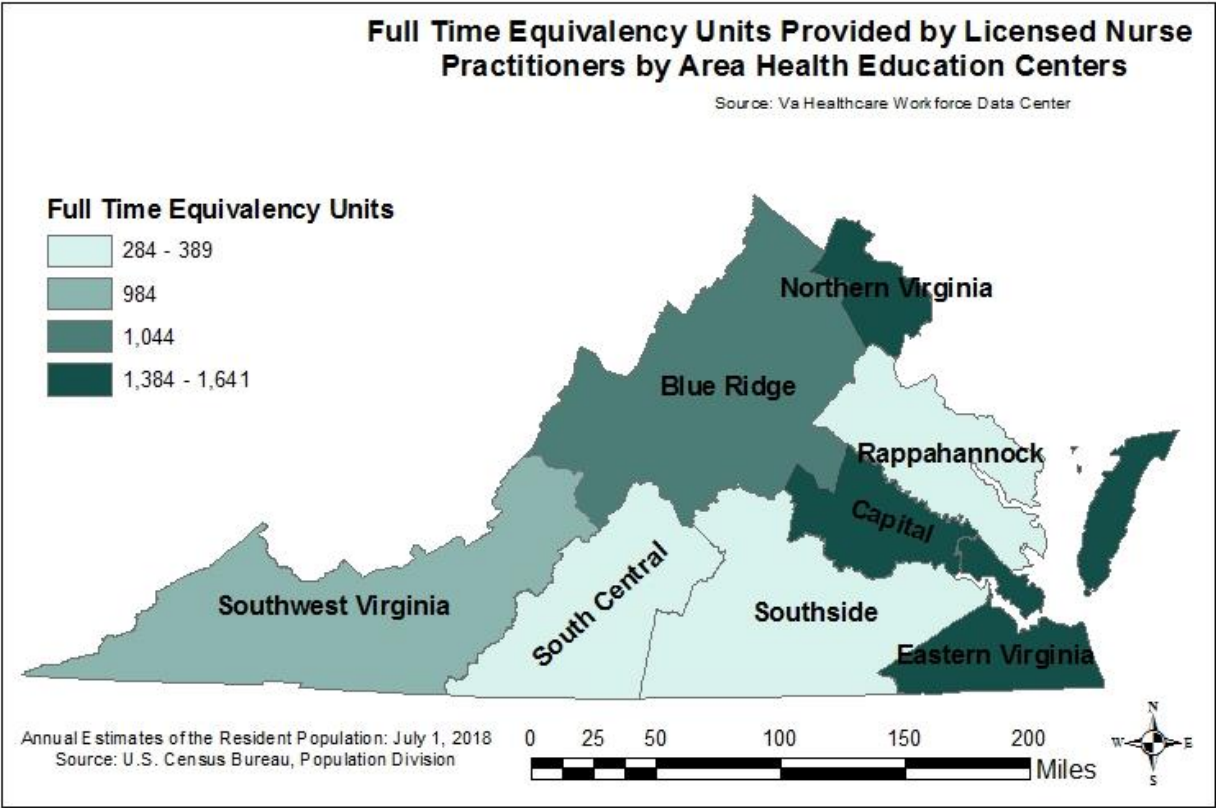 Full Time Equivalency Units Provided by Licensed Nurse
Practitioners by Area Health Education Centers
Source: Va Healthcare Workforce Data Center
Full Time Equivalency Units
284 - 389
984
1,044
1,384 - 1,641
Northern Virginia
Blue Ridge
Rappahannock
Capital
South Central
Southwest Virginia
Southside
Eastern Virginia
Annual Estimates of the Resident Population: July 1, 2018
Source: U.S. Census Bureau, Population Division
0 25 50 100 150 200
Miles
N
W E
S